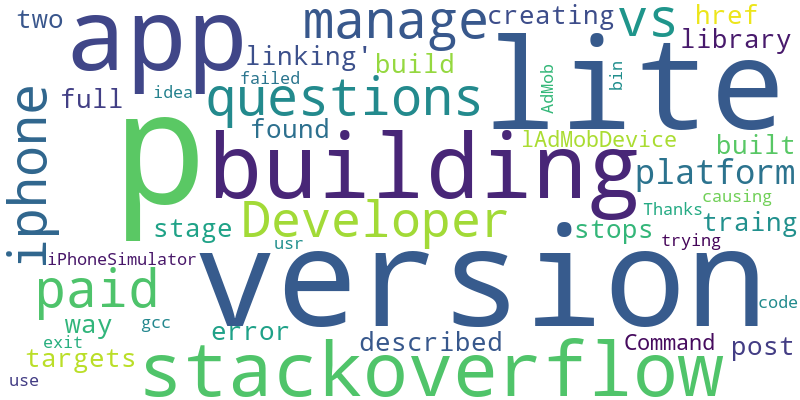 two
app
manage
creating
vs
href
library
linking'
build
failed
idea
full
questions
lite
AdMob
bin
iphone
p
found
building
lAdMobDevice
built
platform
causing
Thanks
traing
stage
Developer
stops
trying
usr
iPhoneSimulator
version
paid
code
way
gcc
error
described
Command
post
exit
targets
stackoverflow
use